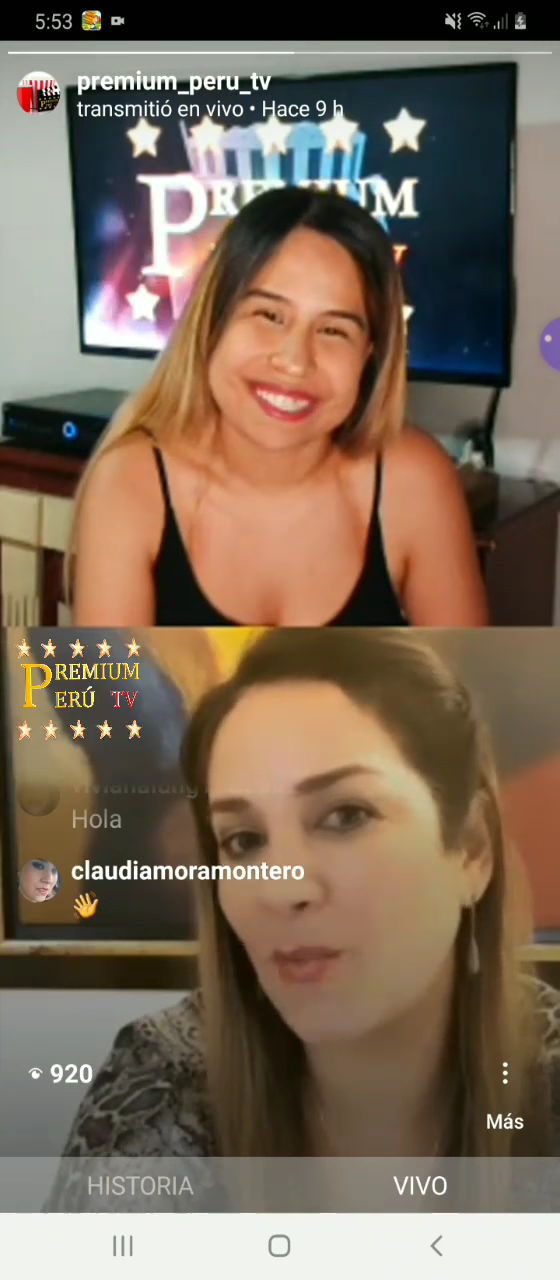 5:53
premium_peru_tv
transmitió en vivo • Hace 9 h
PREMIUM
PREMIUM
PERÚ TV
Hola
claudiamoramontero
👋
920
Más
HISTORIA
VIVO